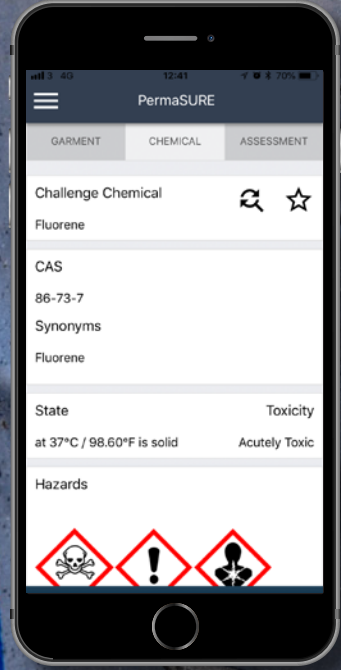 3 4G 12:41 70%
PermaSURE
GARMENT CHEMICAL ASSESSMENT
Challenge Chemical
Fluorene
CAS
86-73-7
Synonyms
Fluorene
State Toxicity
at 37°C / 98.60°F is solid Acutely Toxic
Hazards